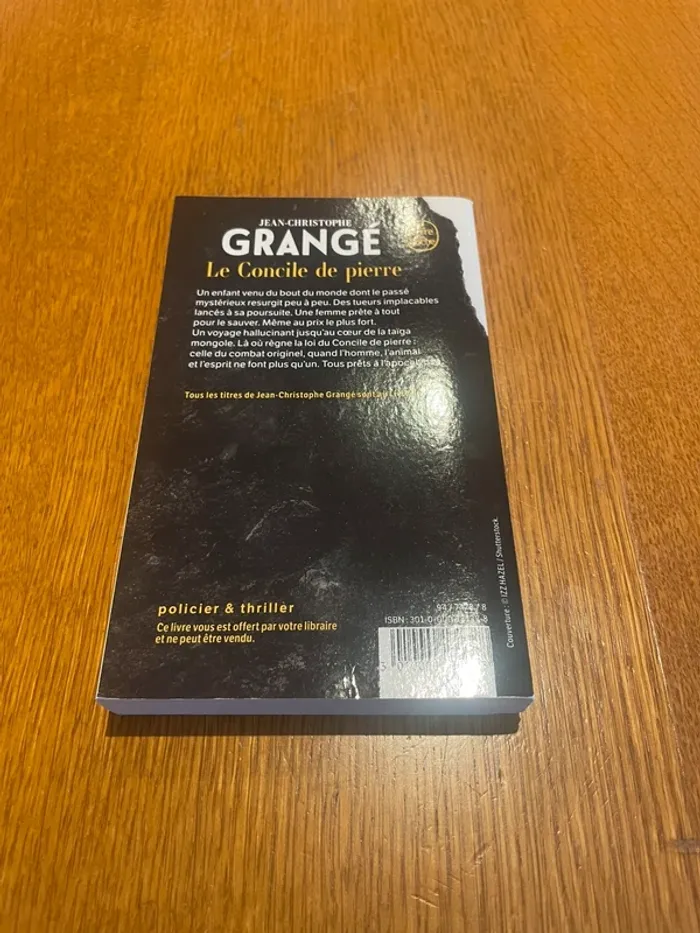 JEAN-CHRISTOPHE
GRANGÉ
Le Concile de pierre
Un enfant venu du bout du monde dont le passé
mystérieux resurgit peu à peu. Des tueurs implacables
lancés à sa poursuite. Une femme prête à tout
pour le sauver. Même au prix le plus fort.
Un voyage hallucinant jusqu'au cœur de la taïga
mongole. Là où règne la loi du Concile de pierre :
celle du combat originel, quand l'homme, l'animal
et l'esprit ne font plus qu'un. Tous prêts à
Tous les titres de Jean-Christophe Grangé sont
policier & thriller
Ce livre vous est offert par votre libraire
et ne peut être vendu.
ISBN :
Couverture : © IZZ HAZEL / Shutterstock.